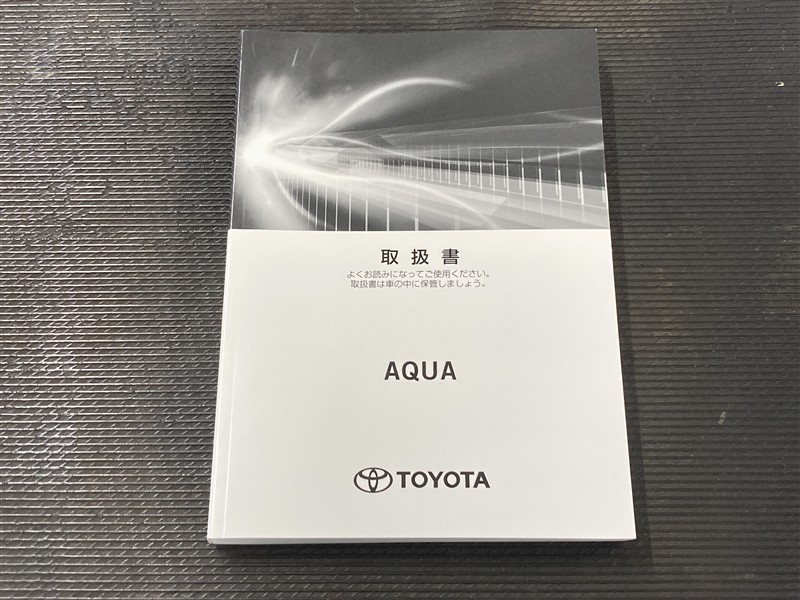 取扱書
よくお読みになってご使用ください。
取扱書は車の中に保管しましょう。
AQUA
TOYOTA